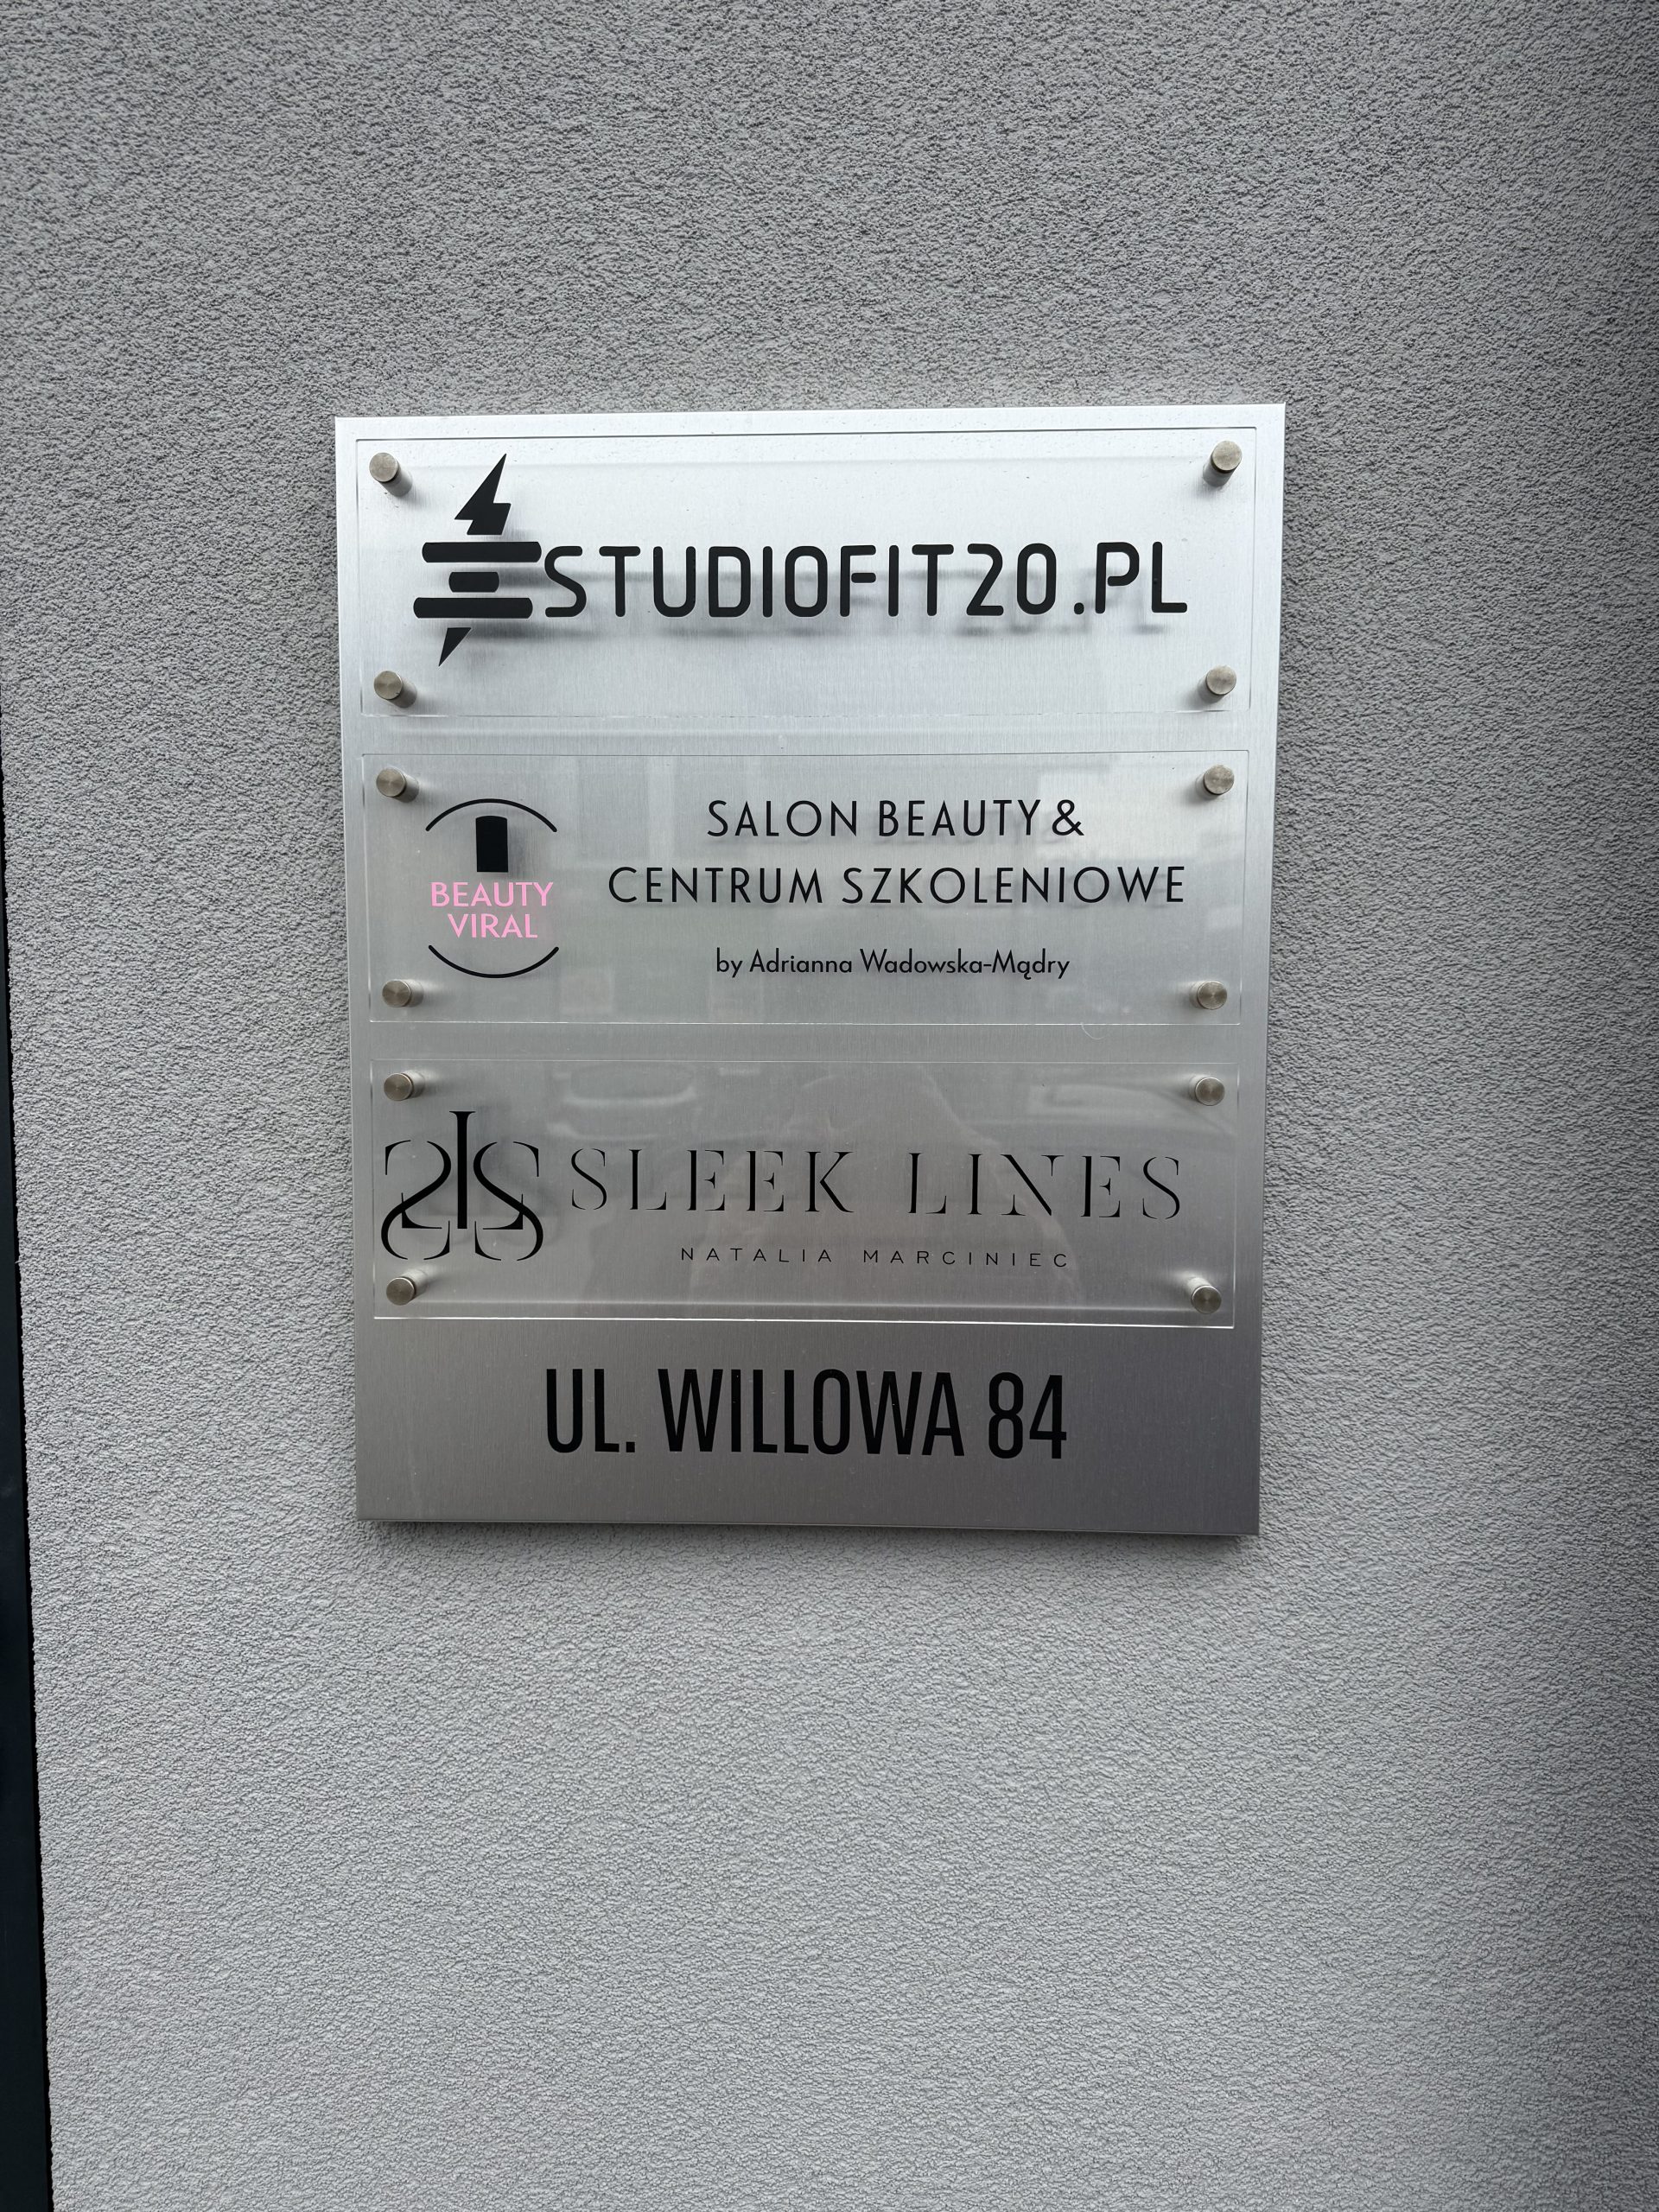 STUDIOFIT20.PL
BEAUTY
VIRAL
SALON BEAUTY &
CENTRUM SZKOLENIOWE
by Adrianna Wadowska-Mądry
SLEEK LINES
NATALIA MARCINIEC
UL. WILLOWA 84